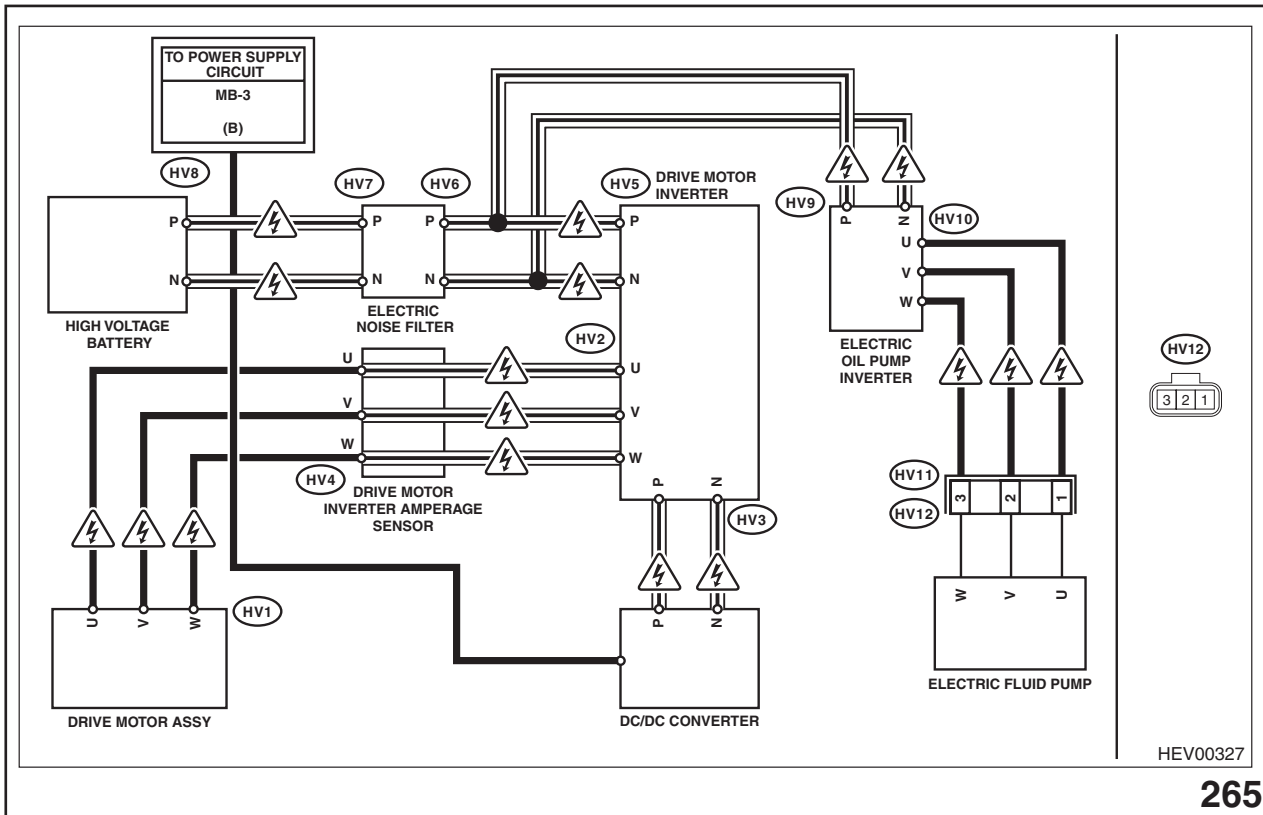 TO POWER SUPPLY
CIRCUIT
MB-3
(B)
HV8
HV7
HV6
HV5
DRIVE MOTOR
INVERTER
P
N
HIGH VOLTAGE
BATTERY
P
N
P
N
ELECTRIC
NOISE FILTER
P
N
HV2
U
V
W
P
N
HV3
HV9
P
N
HV10
U
V
W
ELECTRIC
OIL PUMP
INVERTER
U
V
W
HV4
DRIVE MOTOR
INVERTER AMPERAGE
SENSOR
HV1
U
V
W
DRIVE MOTOR ASSY
P
N
DC/DC CONVERTER
HV11
HV12
3
2
1
W
V
U
ELECTRIC FLUID PUMP
HV12
3 2 1
HEV00327
265